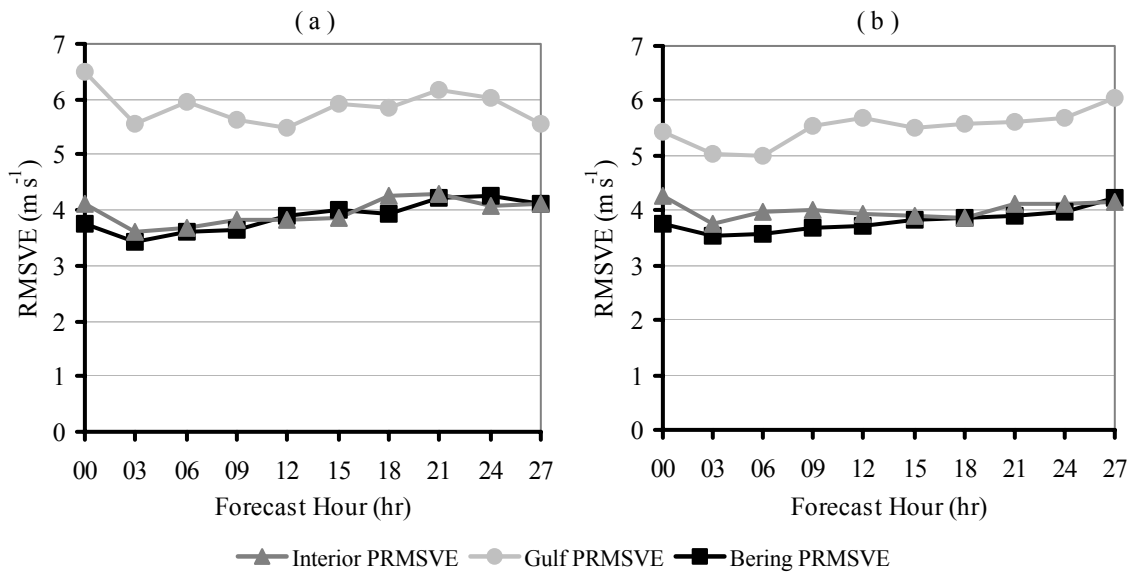 ( a )
RMSVE (m s⁻¹)
7
6
5
4
3
2
1
0
00 03 06 09 12 15 18 21 24 27
Forecast Hour (hr)
( b )
RMSVE (m s⁻¹)
7
6
5
4
3
2
1
0
00 03 06 09 12 15 18 21 24 27
Forecast Hour (hr)
Interior PRMSVE Gulf PRMSVE Bering PRMSVE